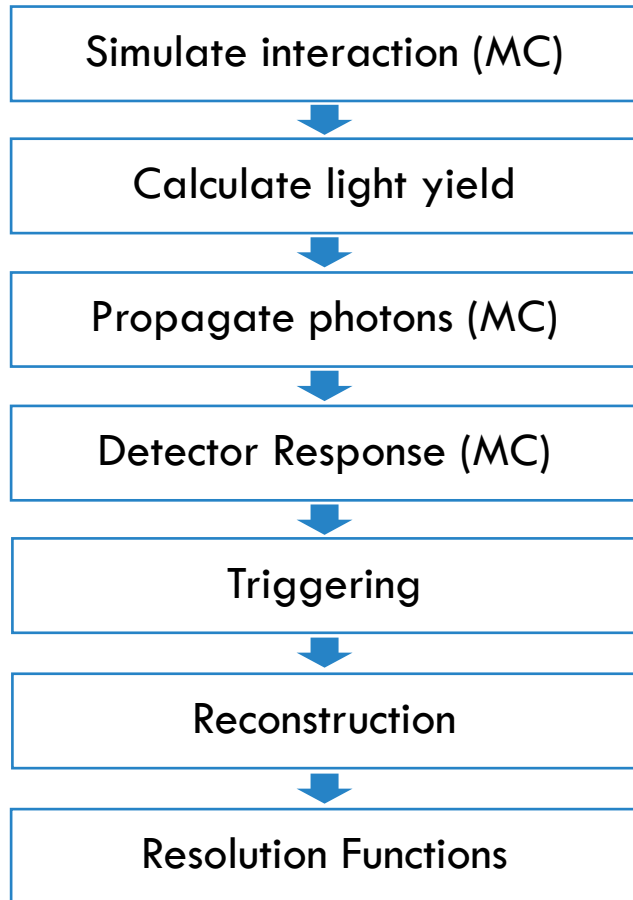 Simulate interaction (MC)
Calculate light yield
Propagate photons (MC)
Detector Response (MC)
Triggering
Reconstruction
Resolution Functions